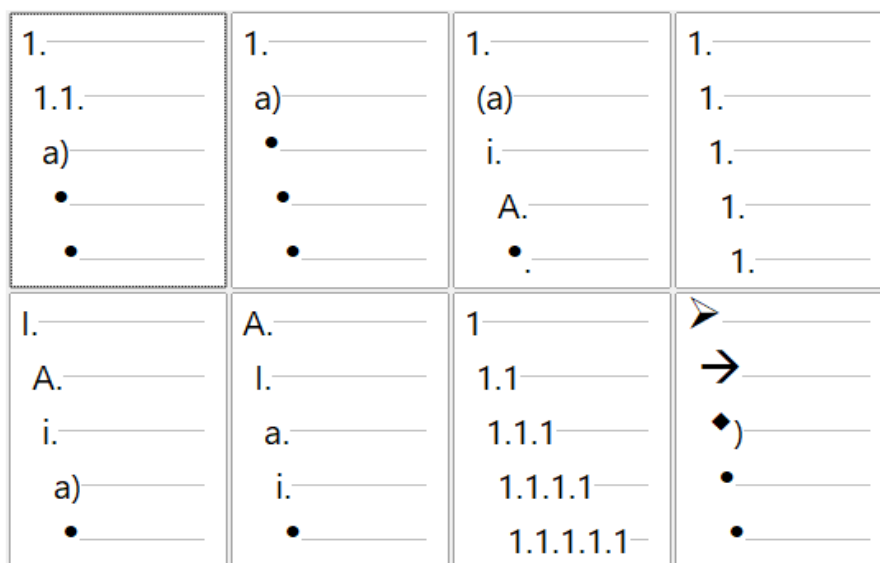 1.
1.1.
a)
•
•
1.
a)
•
•
•
1.
(a)
i.
A.
•.
1.
1.
1.
1.
1.
I.
A.
i.
a)
•
A.
I.
a.
i.
•
1
1.1
1.1.1
1.1.1.1
1.1.1.1.1
➢
→
◆)
•
•